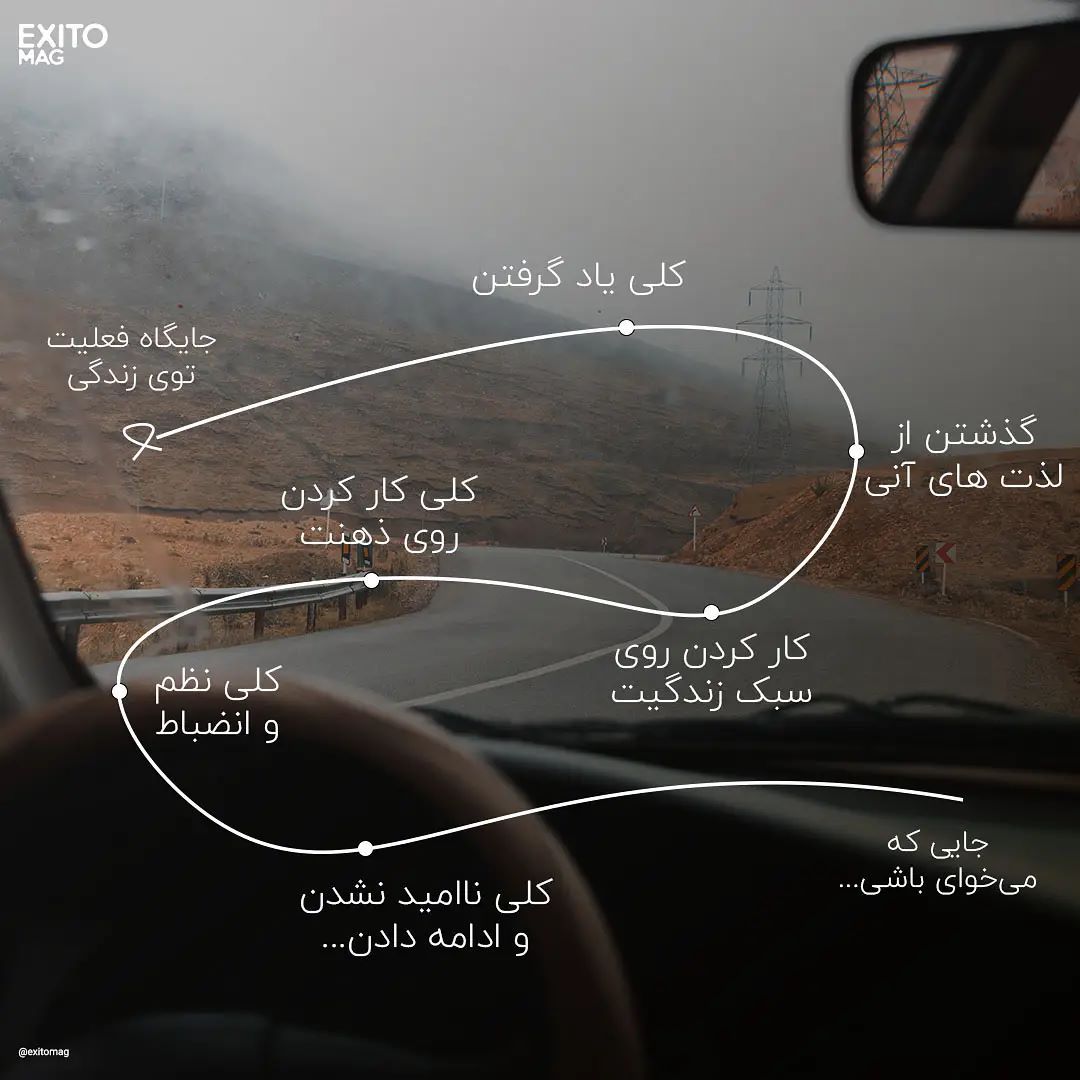 EXITO
MAG
جایگاه فعلیت
توی زندگی
کلی یاد گرفتن
گذشتن از
لذت های آنی
کار کردن روی
سبک زندگیت
کلی کار کردن
روی ذهنت
کلی نظم
و انضباط
کلی ناامید نشدن
و ادامه دادن...
جایی که
می‌خوای باشی...
@exitomag